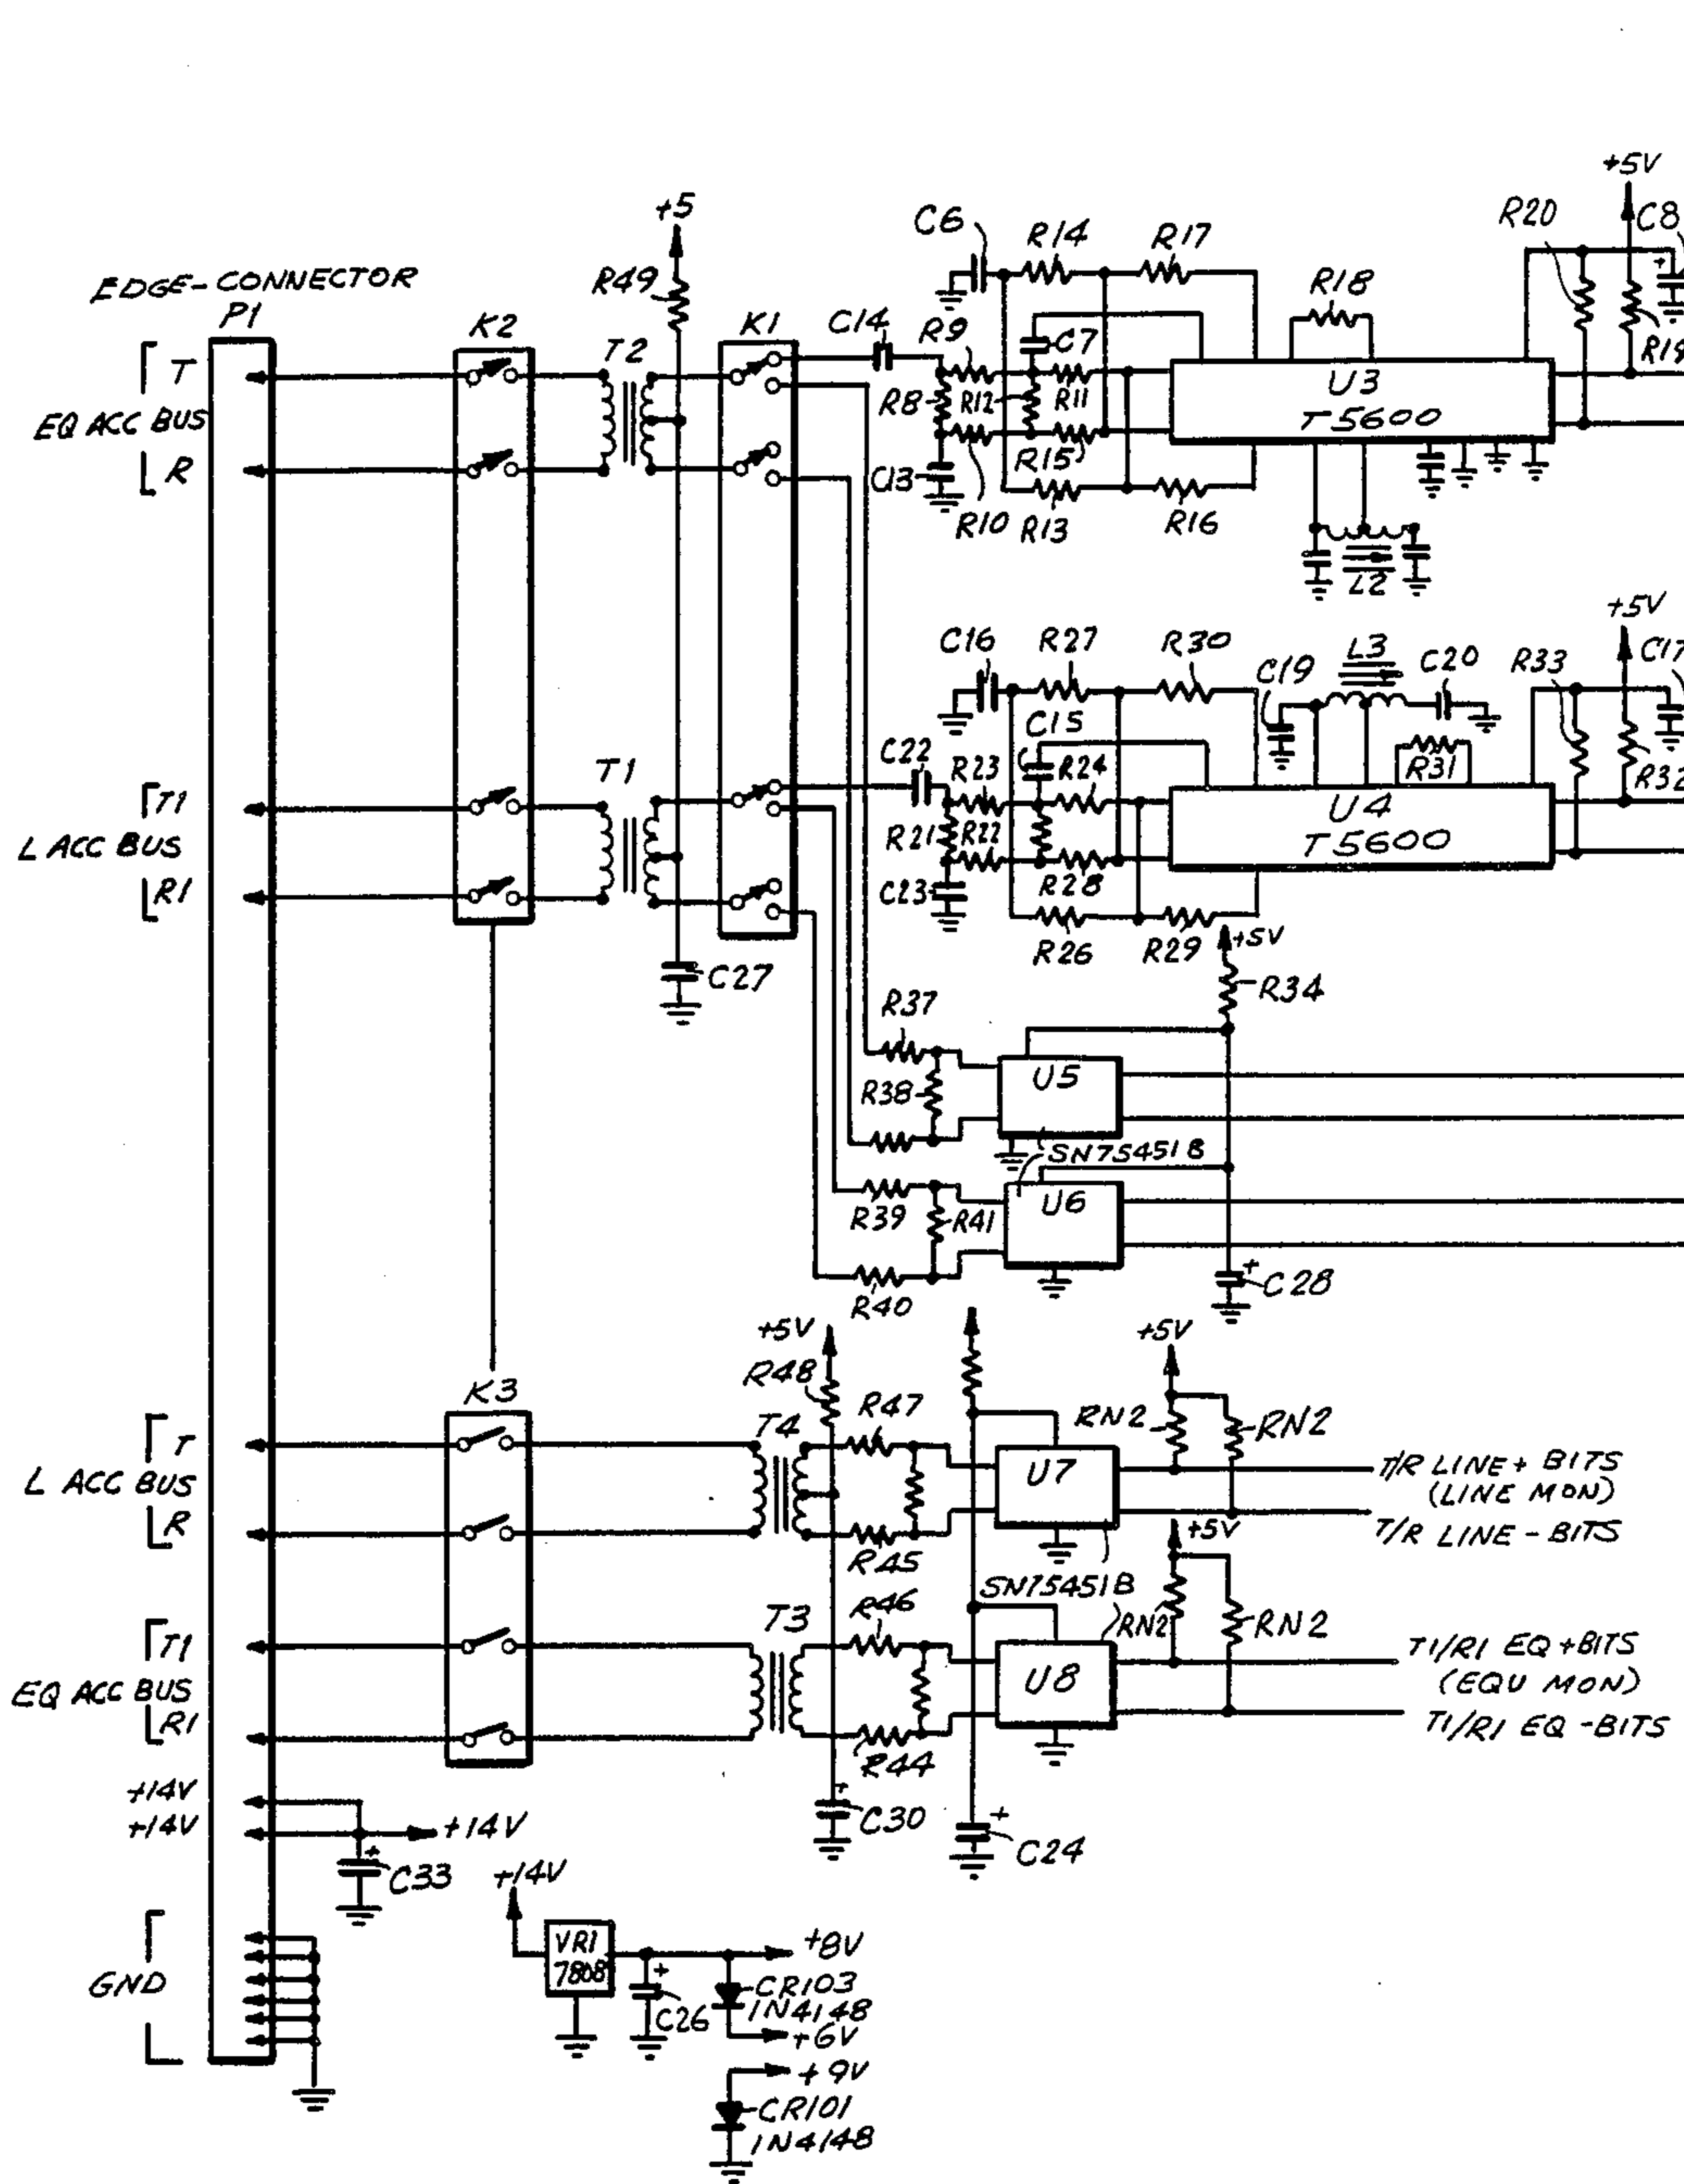 EDGE-CONNECTOR
P1
T
EQ ACC BUS
R
T1
L ACC BUS
R1
K2
T2
T1
+5
R49
K1
C27
C14
C6
R14
R17
R9
C7
R18
R8
R12
R11
R15
C13
R10
R13
R16
U3
T5600
L2
R20
+5V
C8
R19
C16
R27
R30
C19
L3
C20
R33
+5V
C17
C15
C22
R23
R24
R31
R32
R21
R22
U4
T5600
C23
R28
R26
R29
+5V
R34
R37
R38
U5
SN75451B
R39
R41
U6
R40
C28
K3
T
L ACC BUS
R
T1
EQ ACC BUS
R1
+5V
R48
T4
R47
R45
T3
R46
R44
C30
C24
U7
SN75451B
U8
+5V
RN2
RN2
T/R LINE + BITS
(LINE MON)
T/R LINE - BITS
+5V
RN2
RN2
T1/R1 EQ +BITS
(EQU MON)
T1/R1 EQ -BITS
+14V
+14V
+14V
C33
GND
+14V
VR1
7808
C26
+8V
CR103
1N4148
+6V
+9V
CR101
1N4148